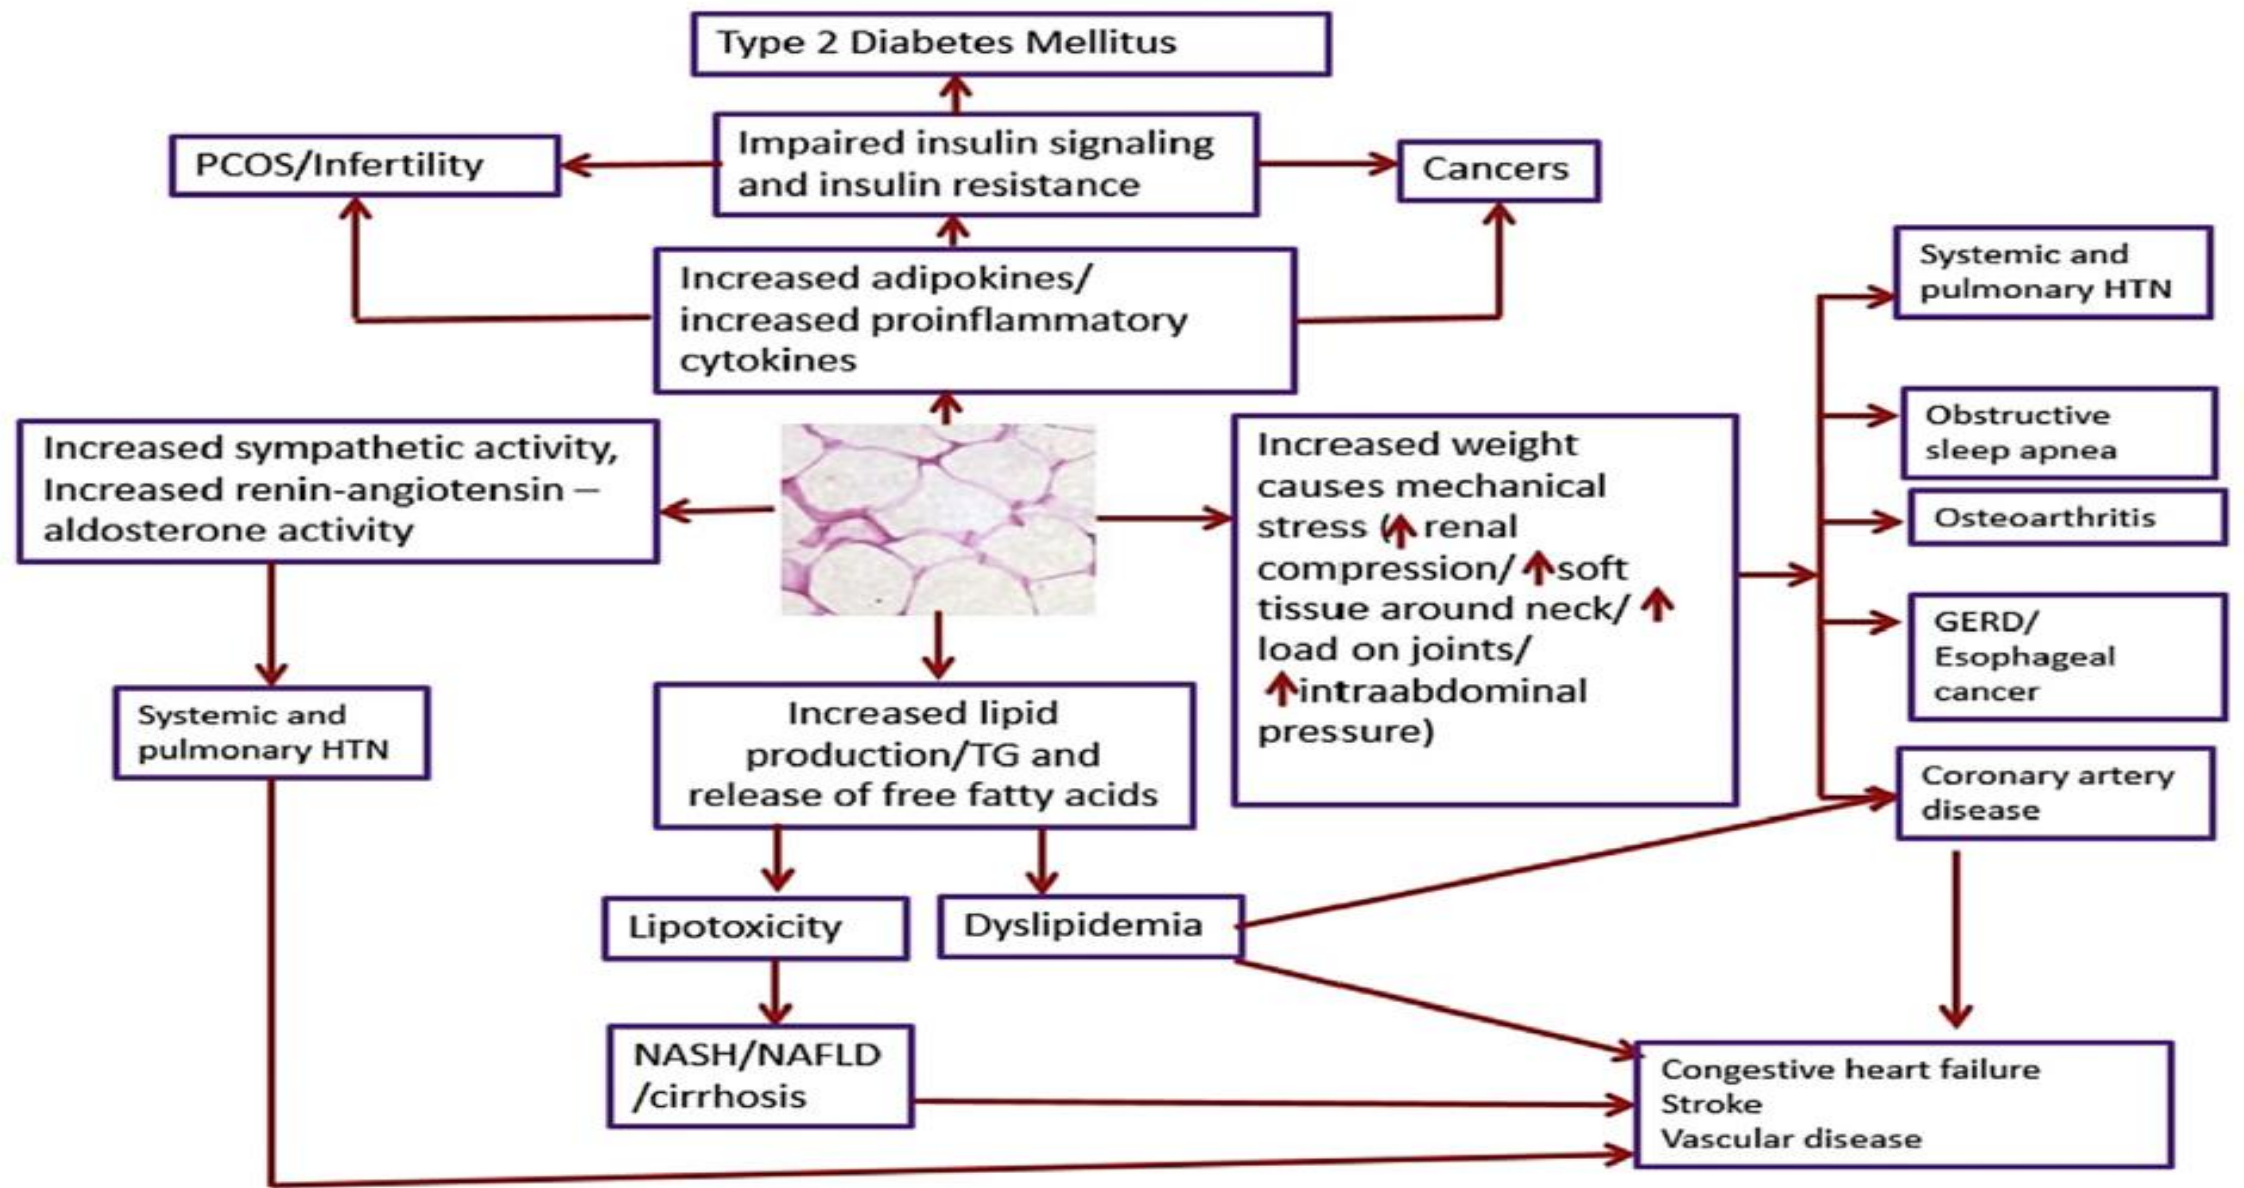 Type 2 Diabetes Mellitus
Impaired insulin signaling
and insulin resistance
PCOS/Infertility
Cancers
Increased adipokines/
increased proinflammatory
cytokines
Systemic and
pulmonary HTN
Obstructive
sleep apnea
Osteoarthritis
GERD/
Esophageal
cancer
Coronary artery
disease
Increased sympathetic activity,
Increased renin-angiotensin –
aldosterone activity
Increased weight
causes mechanical
stress (↑ renal
compression/ ↑soft
tissue around neck/ ↑
load on joints/
↑intraabdominal
pressure)
Systemic and
pulmonary HTN
Increased lipid
production/TG and
release of free fatty acids
Lipotoxicity
Dyslipidemia
NASH/NAFLD
/cirrhosis
Congestive heart failure
Stroke
Vascular disease